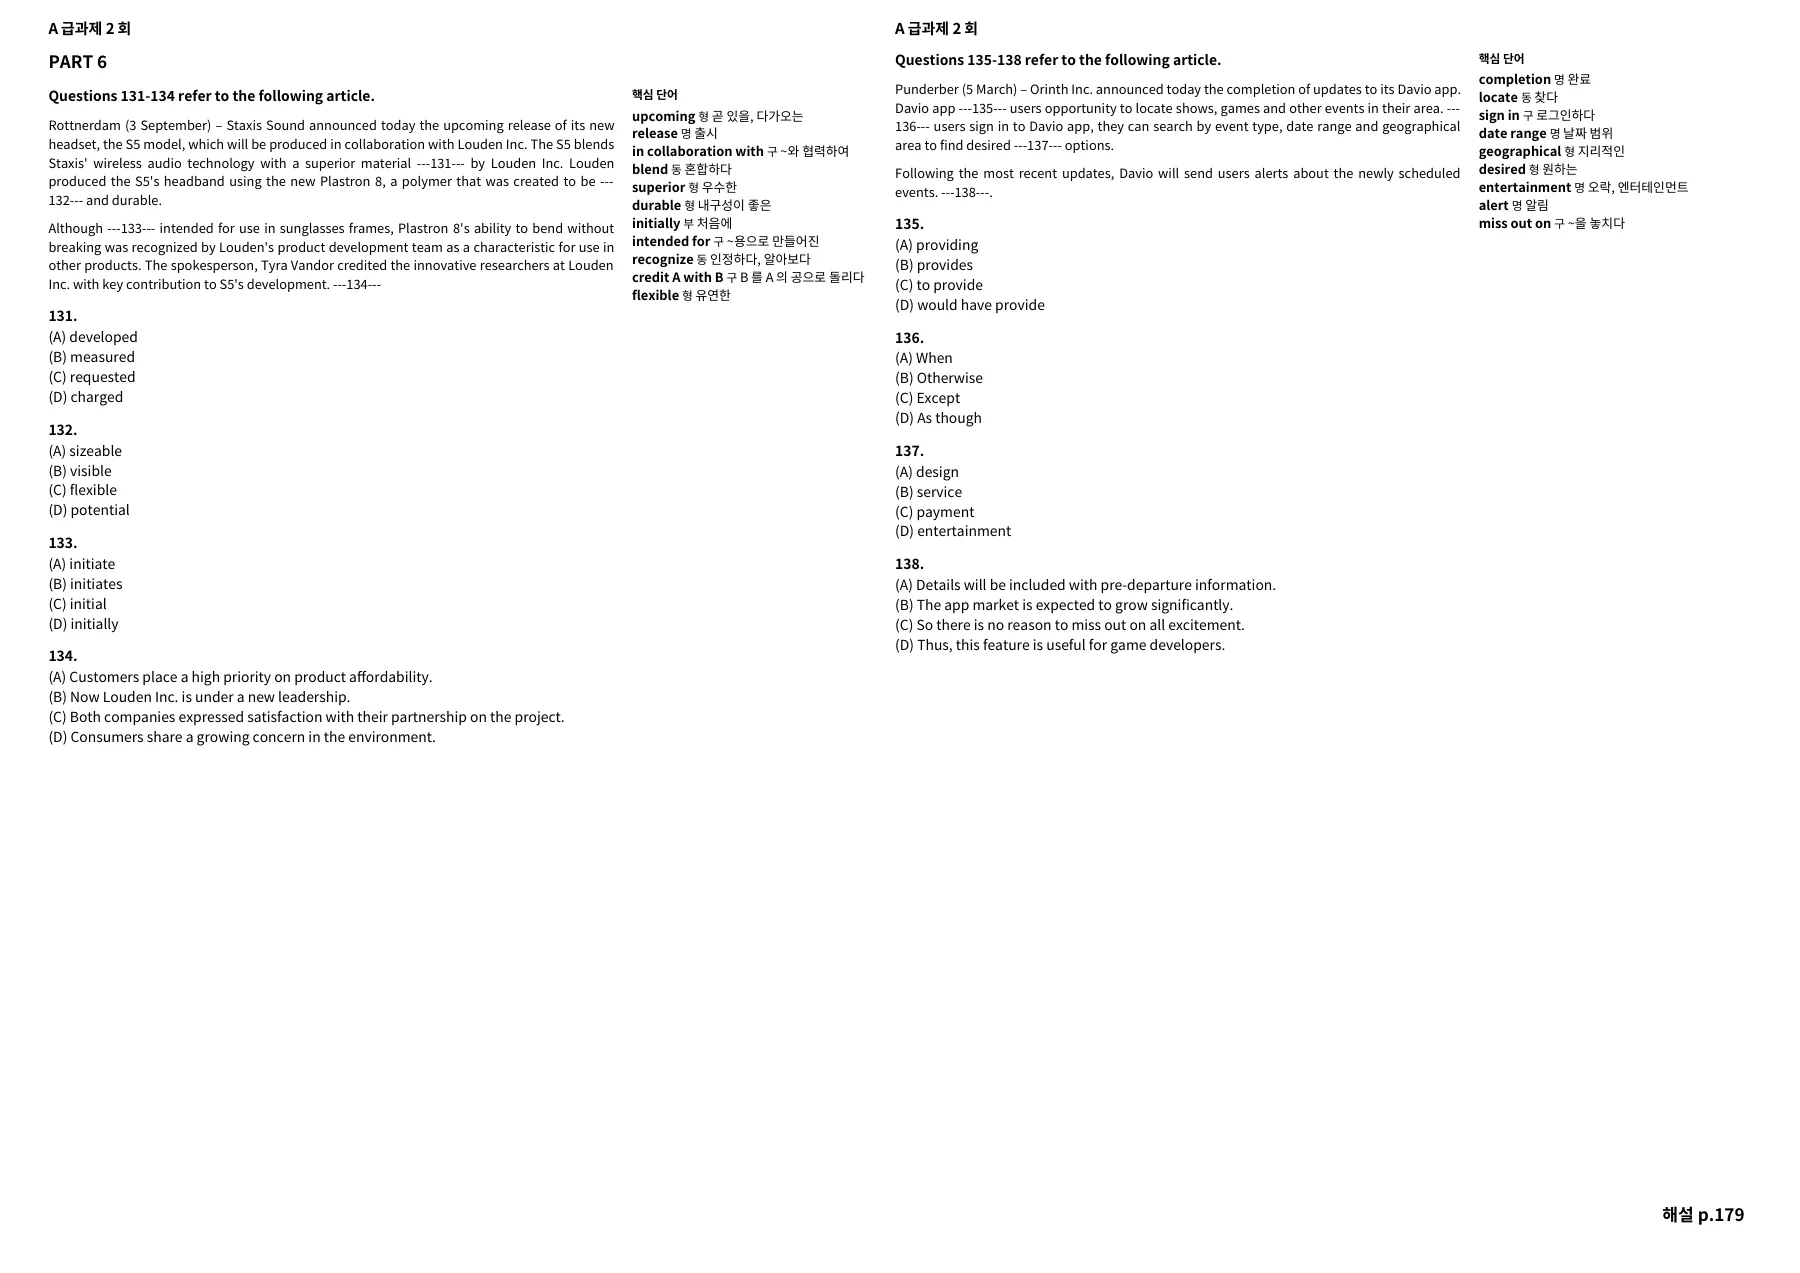 A 급과제 2 회
PART 6
Questions 131-134 refer to the following article.
Rottnerdam (3 September) – Staxis Sound announced today the upcoming release of its new
headset, the S5 model, which will be produced in collaboration with Louden Inc. The S5 blends
Staxis' wireless audio technology with a superior material ---131--- by Louden Inc. Louden
produced the S5's headband using the new Plastron 8, a polymer that was created to be ---
132--- and durable.
Although ---133--- intended for use in sunglasses frames, Plastron 8's ability to bend without
breaking was recognized by Louden's product development team as a characteristic for use in
other products. The spokesperson, Tyra Vandor credited the innovative researchers at Louden
Inc. with key contribution to S5's development. ---134---
131.
(A) developed
(B) measured
(C) requested
(D) charged
132.
(A) sizeable
(B) visible
(C) flexible
(D) potential
133.
(A) initiate
(B) initiates
(C) initial
(D) initially
134.
(A) Customers place a high priority on product affordability.
(B) Now Louden Inc. is under a new leadership.
(C) Both companies expressed satisfaction with their partnership on the project.
(D) Consumers share a growing concern in the environment.
핵심 단어
upcoming 형 곧 있을, 다가오는
release 명 출시
in collaboration with 구 ~와 협력하여
blend 동 혼합하다
superior 형 우수한
durable 형 내구성이 좋은
initially 부 처음에
intended for 구 ~용으로 만들어진
recognize 동 인정하다, 알아보다
credit A with B 구 B 를 A 의 공으로 돌리다
flexible 형 유연한
A 급과제 2 회
Questions 135-138 refer to the following article.
Punderber (5 March) – Orinth Inc. announced today the completion of updates to its Davio app.
Davio app ---135--- users opportunity to locate shows, games and other events in their area. ---
136--- users sign in to Davio app, they can search by event type, date range and geographical
area to find desired ---137--- options.
Following the most recent updates, Davio will send users alerts about the newly scheduled
events. ---138---.
135.
(A) providing
(B) provides
(C) to provide
(D) would have provide
136.
(A) When
(B) Otherwise
(C) Except
(D) As though
137.
(A) design
(B) service
(C) payment
(D) entertainment
138.
(A) Details will be included with pre-departure information.
(B) The app market is expected to grow significantly.
(C) So there is no reason to miss out on all excitement.
(D) Thus, this feature is useful for game developers.
핵심 단어
completion 명 완료
locate 동 찾다
sign in 구 로그인하다
date range 명 날짜 범위
geographical 형 지리적인
desired 형 원하는
entertainment 명 오락, 엔터테인먼트
alert 명 알림
miss out on 구 ~을 놓치다
해설 p.179